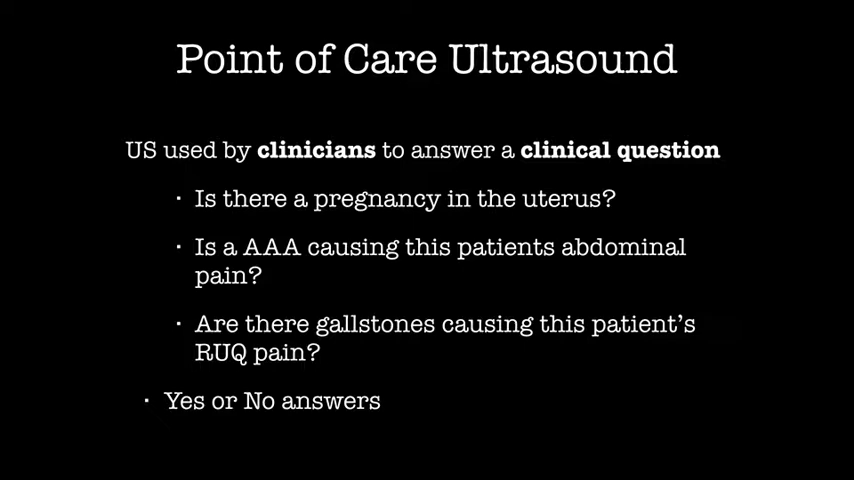 Point of Care Ultrasound
US used by clinicians to answer a clinical question
· Is there a pregnancy in the uterus?
· Is a AAA causing this patients abdominal
pain?
· Are there gallstones causing this patient's
RUQ pain?
· Yes or No answers